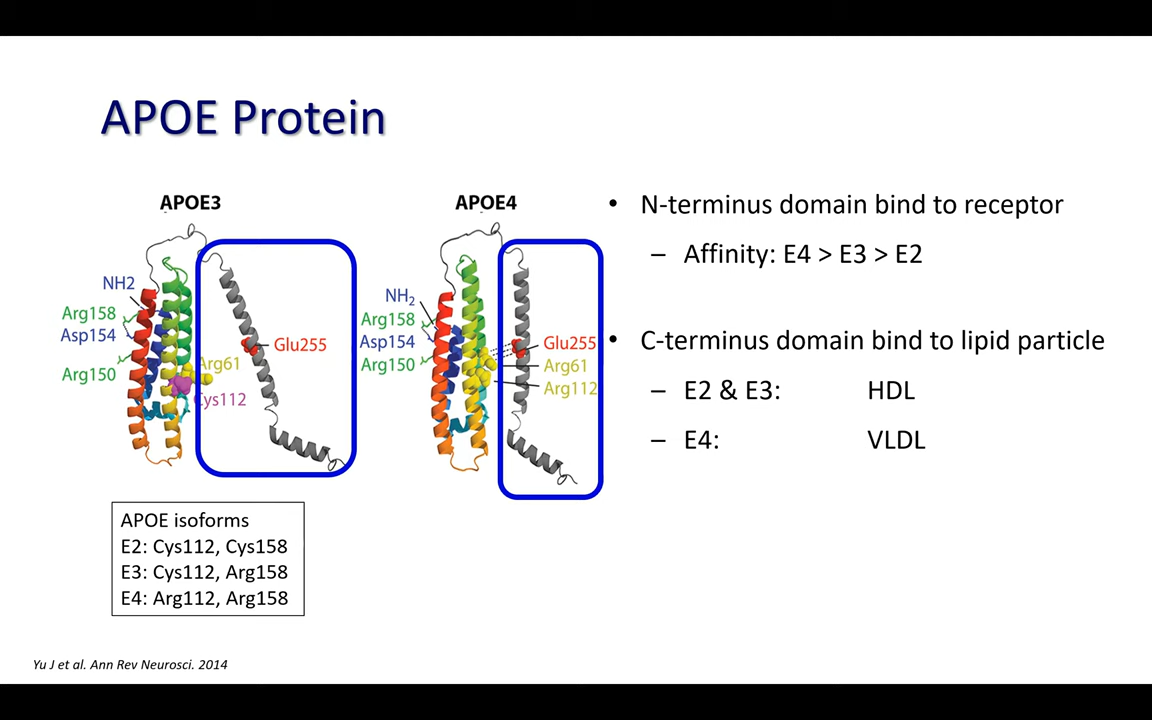 APOE Protein
APOE3
NH2
Arg158
Asp154
Arg150
Glu255
Arg61
Cys112
APOE4
NH2
Arg158
Asp154
Arg150
Glu255
Arg61
Arg112
• N-terminus domain bind to receptor
– Affinity: E4 > E3 > E2
• C-terminus domain bind to lipid particle
– E2 & E3: HDL
– E4: VLDL
APOE isoforms
E2: Cys112, Cys158
E3: Cys112, Arg158
E4: Arg112, Arg158
Yu J et al. Ann Rev Neurosci. 2014